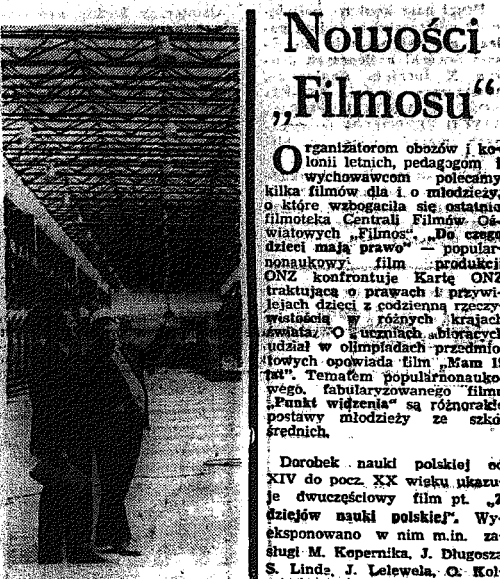 Nowości
„Filmosu"
Organizatorom obozów i ko-
lonii letnich, pedagogom i
wychowawcom polecamy
kilka filmów dla i o młodzieży,
o które wzbogaciła się ostatnio
filmoteka Centrali Filmów Oś-
wiatowych „Filmos". „Do czego
dzieci mają prawo" — popular-
nonaukowy film produkcji
ONZ konfrontuje Kartę ONZ
traktującą o prawach i przywi-
lejach dzieci z codzienną rzeczy-
wistością w różnych krajach
świata. O uczniach biorących
udział w olimpiadach przedmio-
towych opowiada film „Mam 1
lat". Tematem popularnonauko-
wego, fabularyzowanego filmu
„Punkt widzenia" są różnorakie
postawy młodzieży ze szkół
średnich.
Dorobek nauki polskiej od
XIV do pocz. XX wieku ukazu-
je dwuczęściowy film pt. „Z
dziejów nauki polskiej". Wy-
eksponowano w nim m.in. za-
sługi M. Kopernika, J. Długosza
S. Linde, J. Lelewela, O. Kol